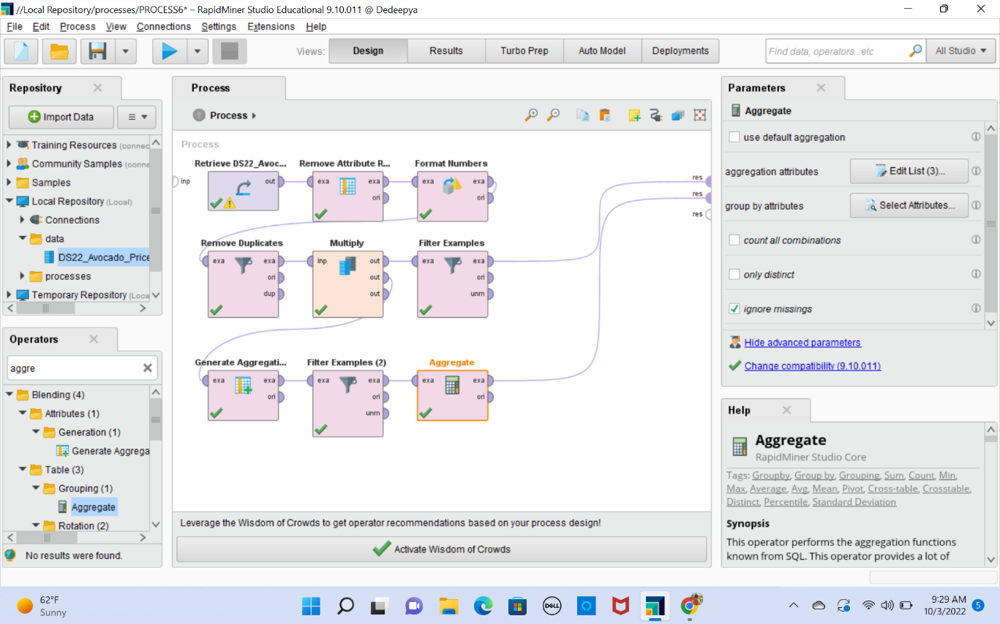 //Local Repository/processes/PROCESS6* – RapidMiner Studio Educational 9.10.011 @ Dedeepya
File Edit Process View Connections Settings Extensions Help
Views: Design Results Turbo Prep Auto Model Deployments
Find data, operators...etc
All Studio
Repository
Import Data
Training Resources (connec
Community Samples (conne
Samples
Local Repository (Local)
Connections
data
DS22_Avocado_Price
processes
Temporary Repository (Loca
Operators
aggre
Blending (4)
Attributes (1)
Generation (1)
Generate Aggrega
Table (3)
Grouping (1)
Aggregate
Rotation (2)
No results were found.
Process
Process
Process
inp
Retrieve DS22_Avoc...
out
Remove Attribute R...
exa exa
ori
Format Numbers
exa exa
ori
res
res
res
Remove Duplicates
exa exa
ori
dup
Multiply
inp out
out
out
Filter Examples
exa exa
ori
unm
Generate Aggregati...
exa exa
ori
Filter Examples (2)
exa exa
ori
unm
Aggregate
exa exa
ori
Leverage the Wisdom of Crowds to get operator recommendations based on your process design!
Activate Wisdom of Crowds
Parameters
Aggregate
use default aggregation
aggregation attributes Edit List (3)...
group by attributes Select Attributes...
count all combinations
only distinct
ignore missings
Hide advanced parameters
Change compatibility (9.10.011)
Help
Aggregate
RapidMiner Studio Core
Tags: Groupby, Group by, Grouping, Sum, Count, Min,
Max, Average, Avg, Mean, Pivot, Cross-table, Crosstable,
Distinct, Percentile, Standard Deviation
Synopsis
This operator performs the aggregation functions
known from SQL. This operator provides a lot of
62°F
Sunny
DELL
9:29 AM
10/3/2022
5